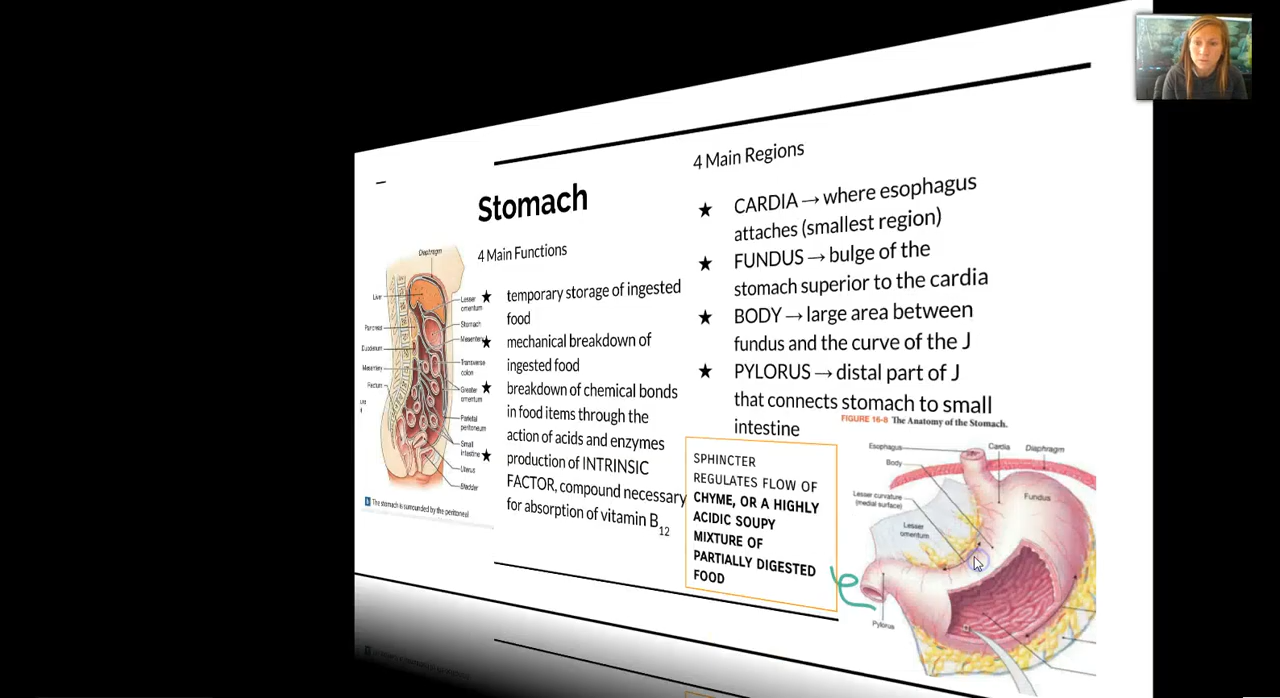 Stomach
4 Main Functions
★ temporary storage of ingested
food
★ mechanical breakdown of
ingested food
★ breakdown of chemical bonds
in food items through the
action of acids and enzymes
★ production of INTRINSIC
FACTOR, compound necessary
for absorption of vitamin B12
4 Main Regions
★ CARDIA → where esophagus
attaches (smallest region)
★ FUNDUS → bulge of the
stomach superior to the cardia
★ BODY → large area between
fundus and the curve of the J
★ PYLORUS → distal part of J
that connects stomach to small
intestine
SPHINCTER
REGULATES FLOW OF
CHYME, OR A HIGHLY
ACIDIC SOUPY
MIXTURE OF
PARTIALLY DIGESTED
FOOD
Diaphragm
Liver
Pancreas
Duodenum
Mesentery
Rectum
Lesser
omentum
Stomach
Transverse
colon
Greater
omentum
Parietal
peritoneum
Small
intestine
Uterus
Bladder
The stomach is surrounded by the peritoneal
FIGURE 16-8 The Anatomy of the Stomach.
Esophagus
Cardia
Diaphragm
Body
Fundus
Lesser curvature
(medial surface)
Lesser
omentum
Pylorus